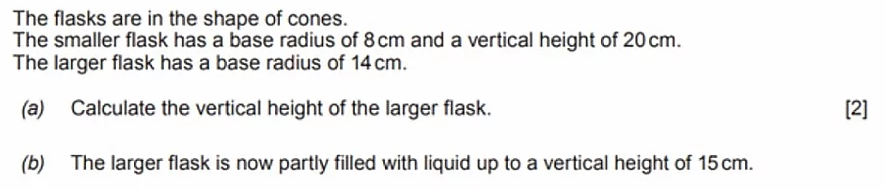 The flasks are in the shape of cones.
The smaller flask has a base radius of 8 cm and a vertical height of 20 cm.
The larger flask has a base radius of 14 cm.
(a) Calculate the vertical height of the larger flask. [2]
(b) The larger flask is now partly filled with liquid up to a vertical height of 15 cm.